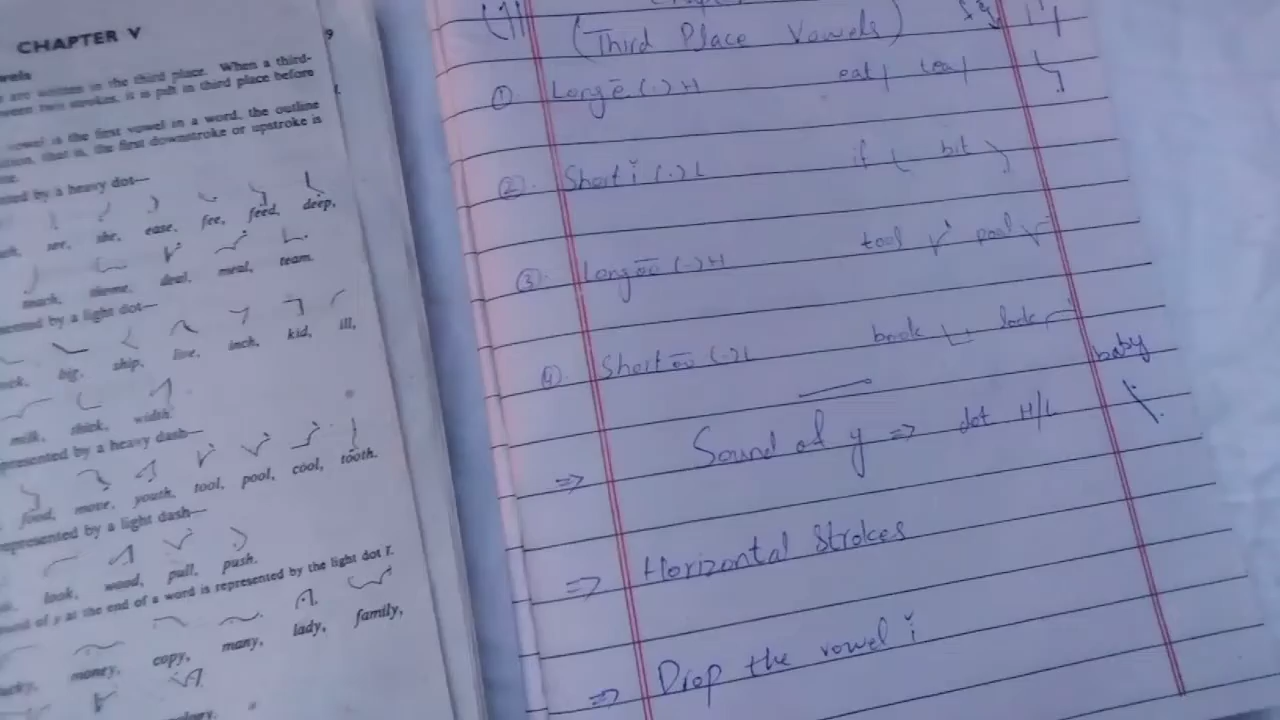 CHAPTER V
9
are written in the third place. When a third-
two strokes, it is put in third place before
vowel is the first vowel in a word, the outline
that is, the first downstroke or upstroke is
by a heavy dot—
see, she, ease, fee, feed, deep,
theme, deal, meal, team.
by a light dot—
big, ship, live, inch, kid, ill,
milk, thick, width.
represented by a heavy dash—
food, move, youth, tool, pool, cool, tooth.
represented by a light dash—
look, wood, pull, push.
of y at the end of a word is represented by the light dot ĭ.
money, copy, many, lady, family,
(Third Place Vowels)
① Long ē (.) H eat tea
②. Short ĭ (.) L if bit
③. Long o͞o (-) H tool pool
④. Short o͝o (-) L book look
⇒ Sound of y ⇒ dot H/L baby
⇒ Horizontal Strokes
⇒ Drop the vowel ĭ